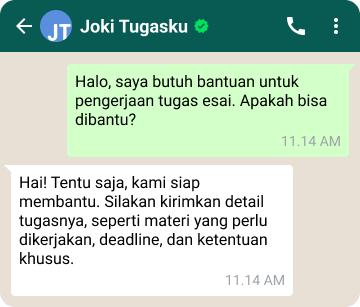 JT Joki Tugasku
Halo, saya butuh bantuan untuk
pengerjaan tugas esai. Apakah bisa
dibantu?
11.14 AM
Hai! Tentu saja, kami siap
membantu. Silakan kirimkan detail
tugasnya, seperti materi yang perlu
dikerjakan, deadline, dan ketentuan
khusus.
11.14 AM